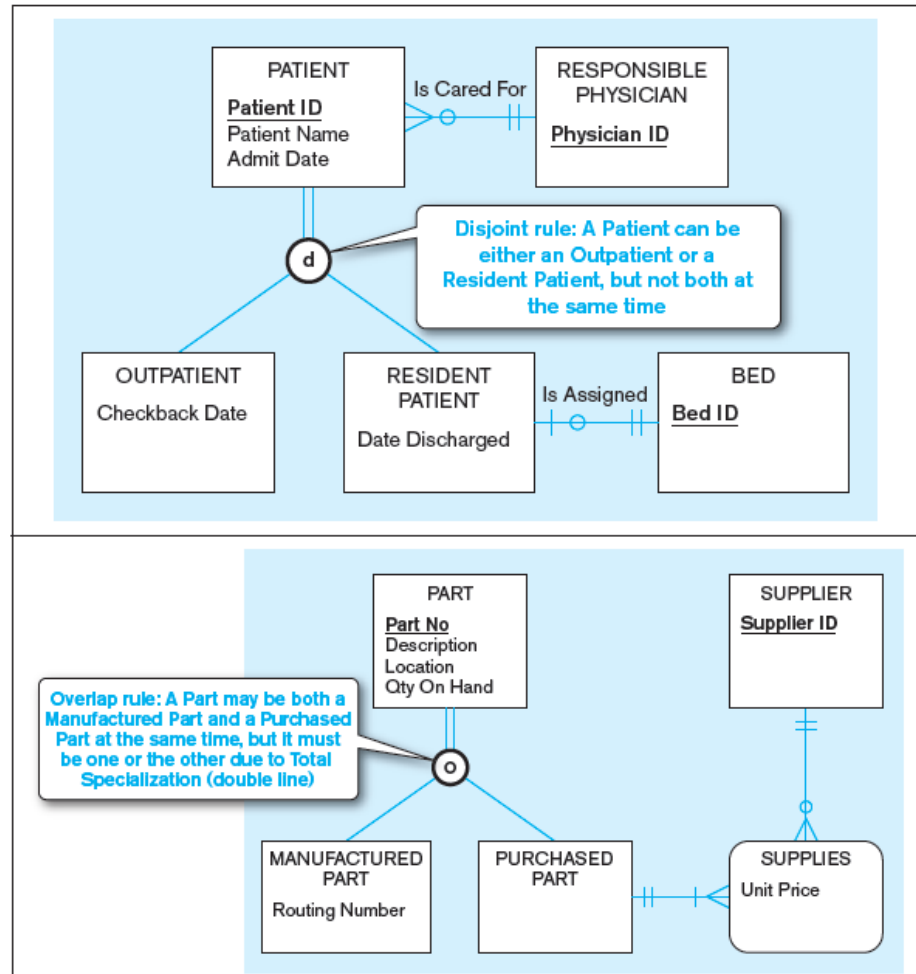 PATIENT
Patient ID
Patient Name
Admit Date
Is Cared For
RESPONSIBLE
PHYSICIAN
Physician ID
d
Disjoint rule: A Patient can be
either an Outpatient or a
Resident Patient, but not both at
the same time
OUTPATIENT
Checkback Date
RESIDENT
PATIENT
Date Discharged
Is Assigned
BED
Bed ID
PART
Part No
Description
Location
Qty On Hand
SUPPLIER
Supplier ID
Overlap rule: A Part may be both a
Manufactured Part and a Purchased
Part at the same time, but it must
be one or the other due to Total
Specialization (double line)
o
MANUFACTURED
PART
Routing Number
PURCHASED
PART
SUPPLIES
Unit Price